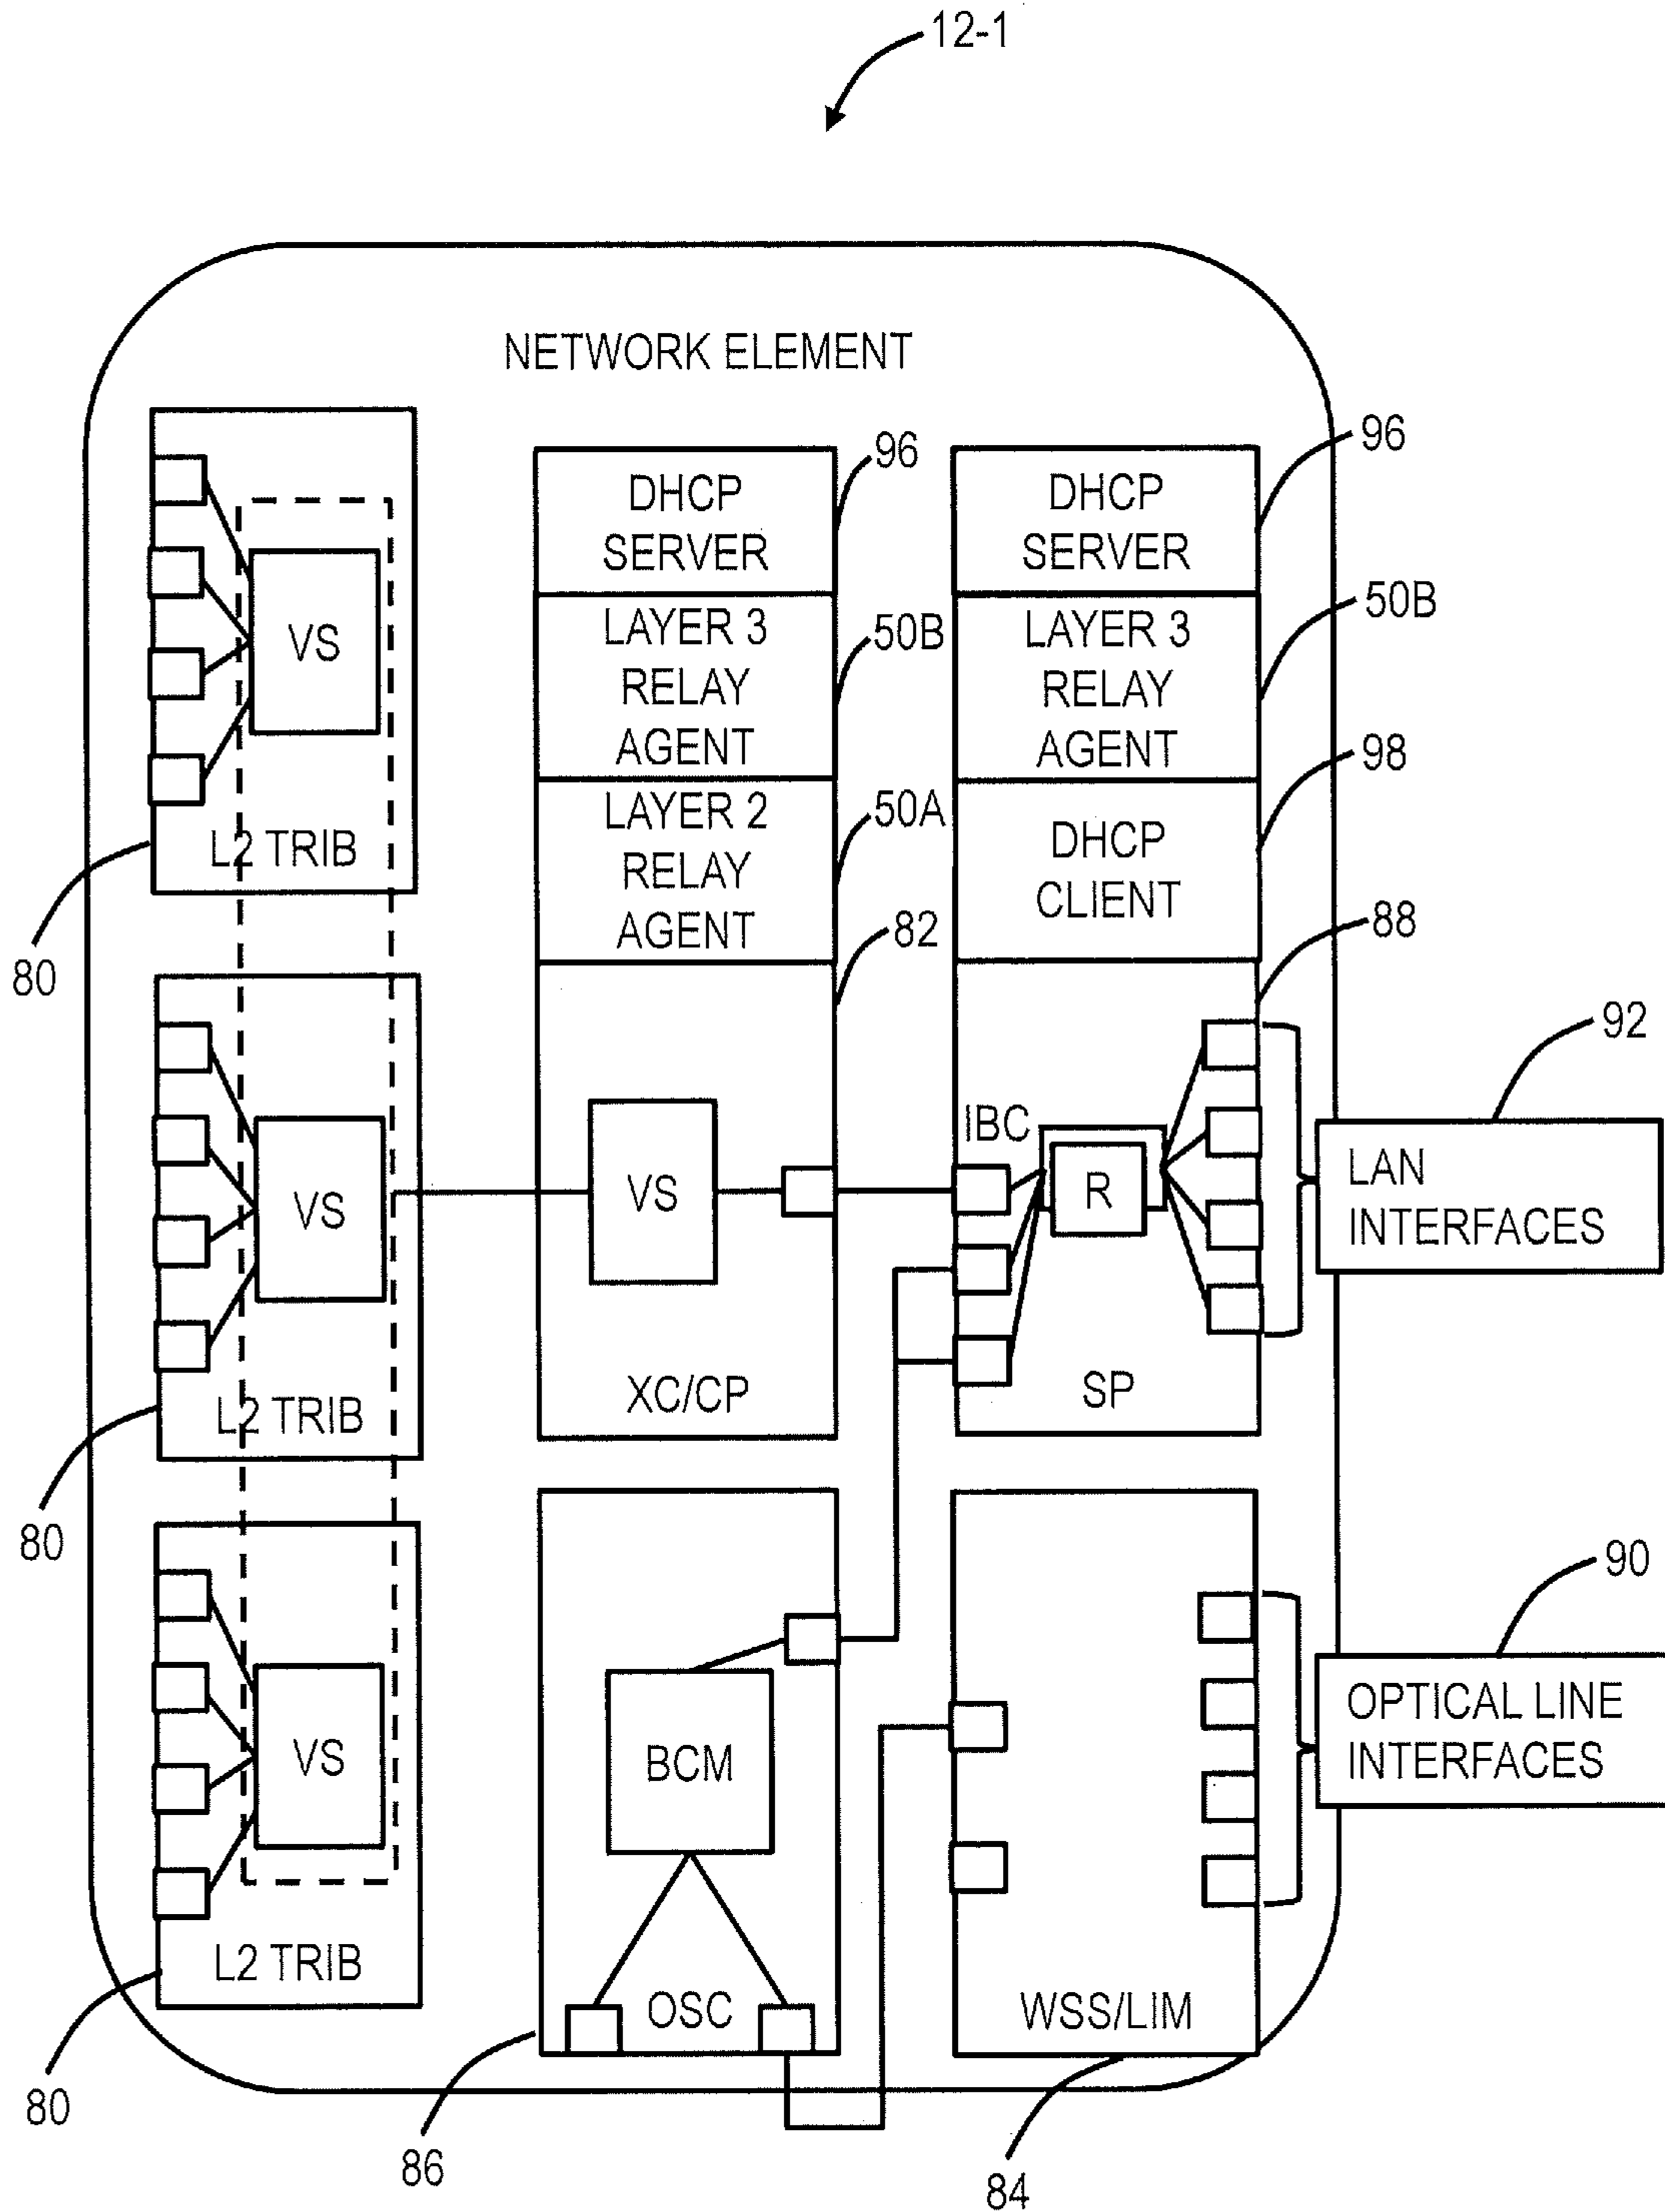 12-1
NETWORK ELEMENT
VS
L2 TRIB
80
VS
L2 TRIB
80
VS
L2 TRIB
80
DHCP
SERVER
96
LAYER 3
RELAY
AGENT
50B
LAYER 2
RELAY
AGENT
50A
82
VS
XC/CP
DHCP
SERVER
96
LAYER 3
RELAY
AGENT
50B
DHCP
CLIENT
98
88
IBC
R
SP
92
LAN
INTERFACES
BCM
OSC
86
WSS/LIM
84
90
OPTICAL LINE
INTERFACES